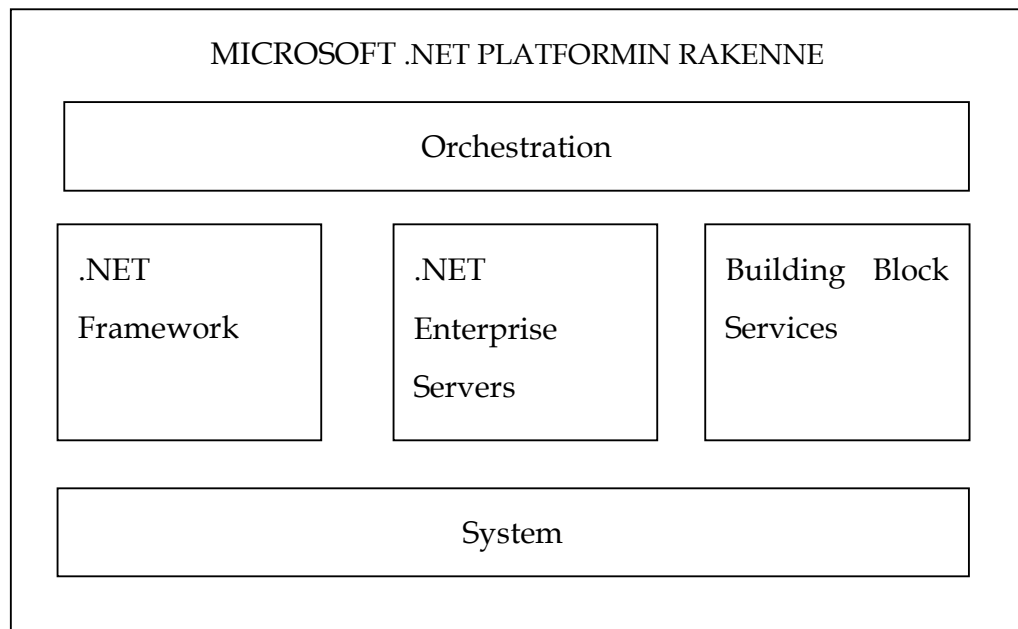 MICROSOFT .NET PLATFORMIN RAKENNE
Orchestration
.NET
Framework
.NET
Enterprise
Servers
Building Block
Services
System